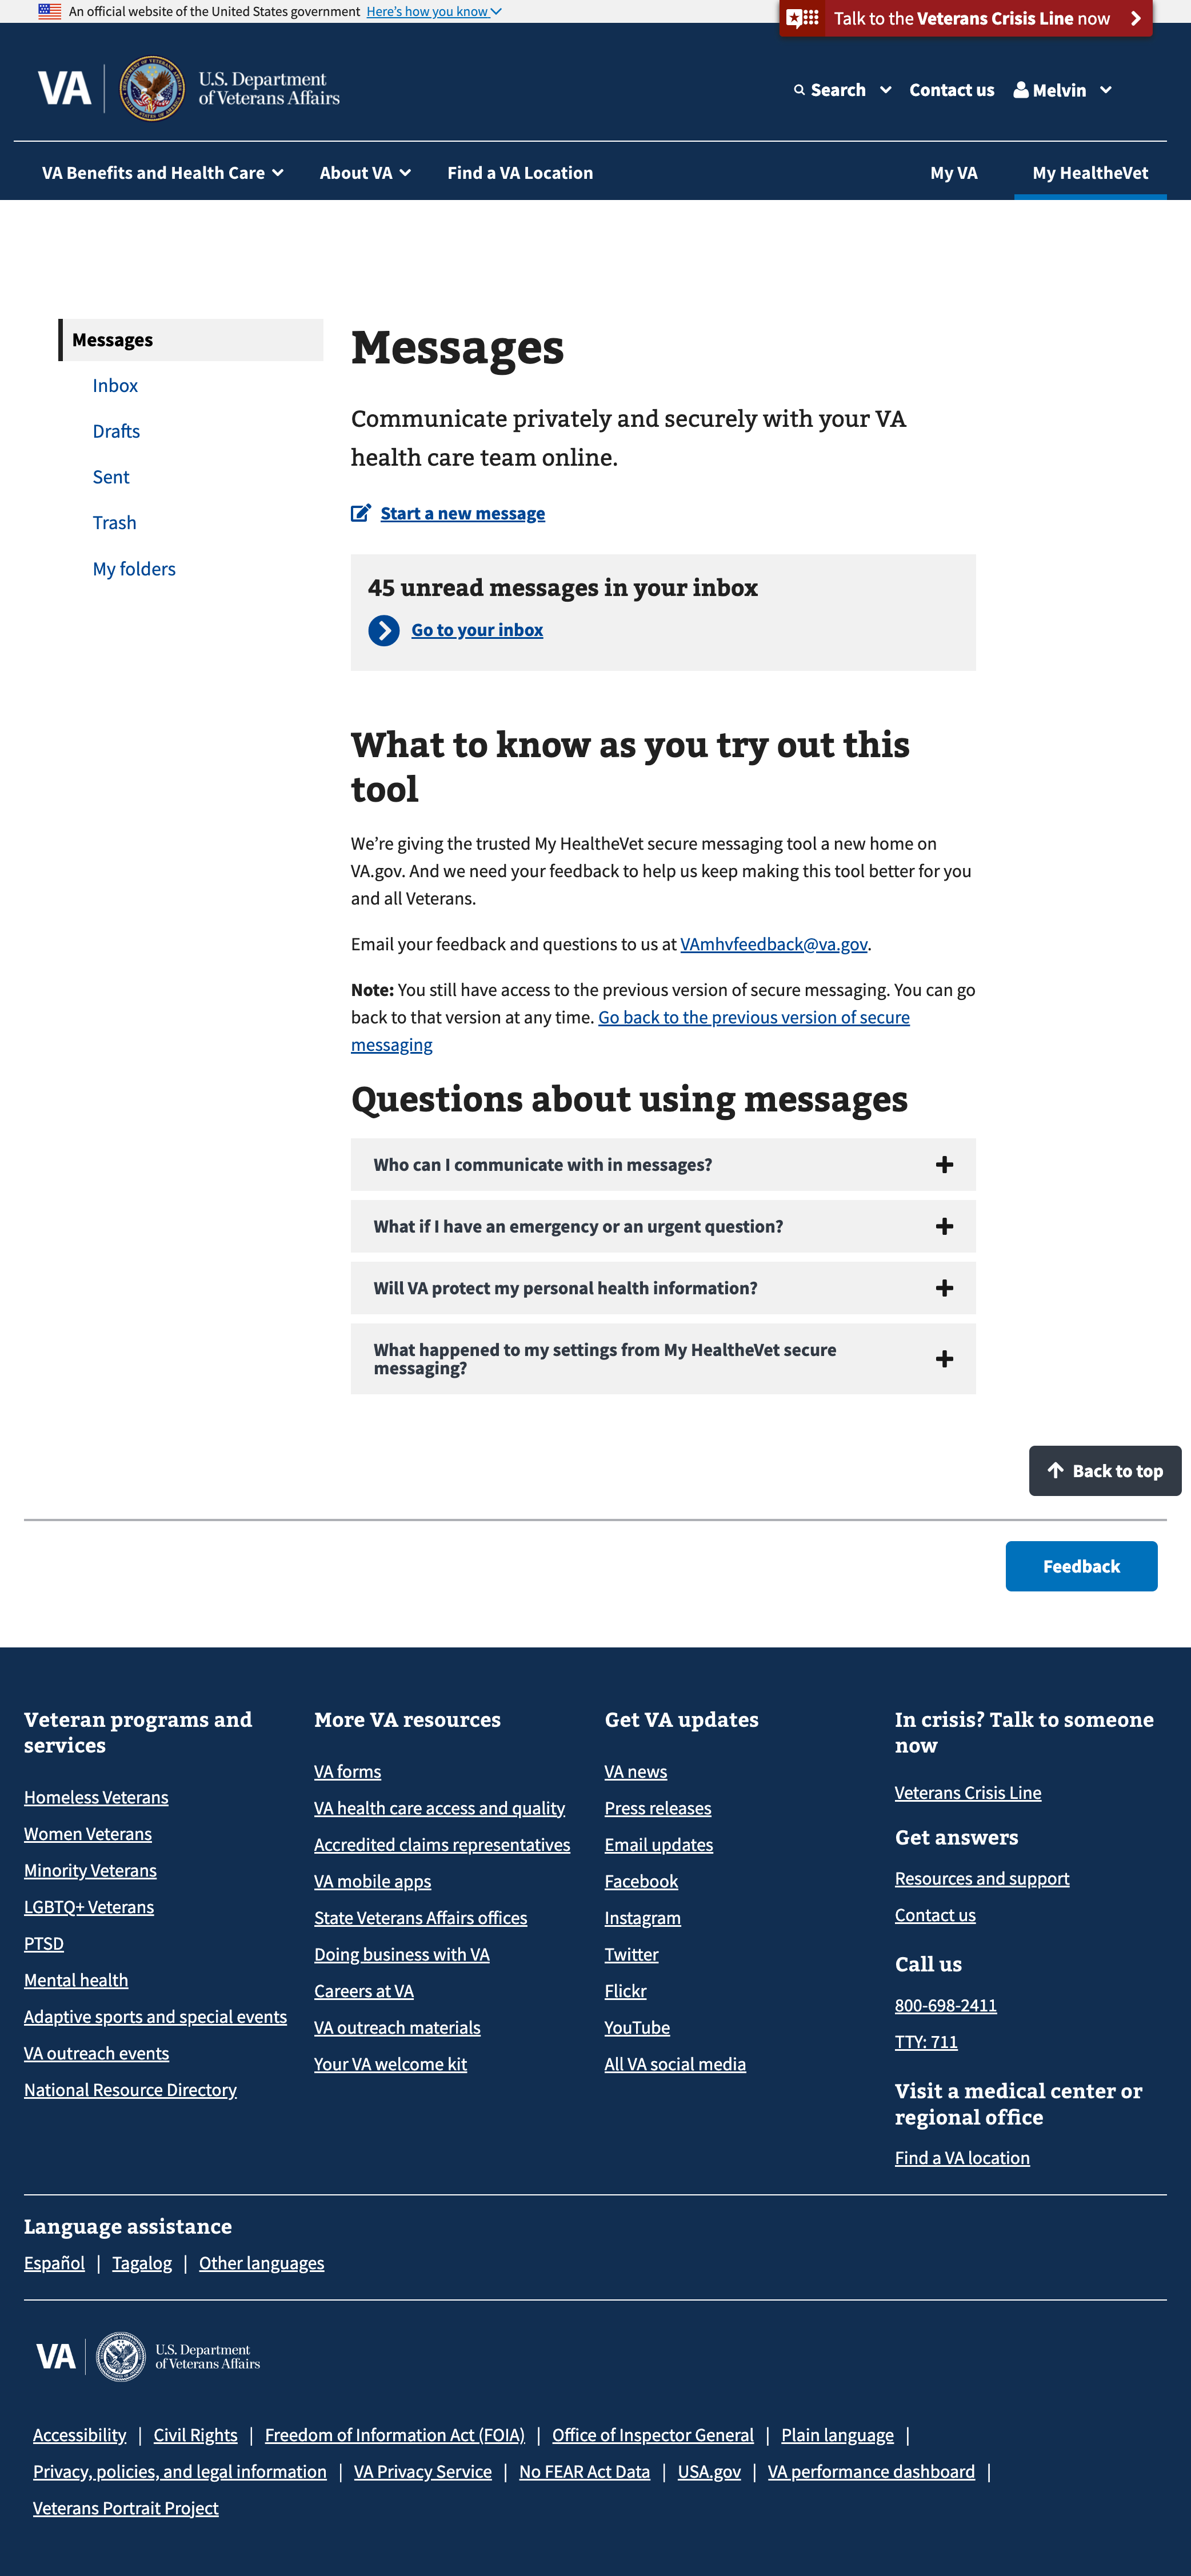 An official website of the United States government Here's how you know
Talk to the Veterans Crisis Line now
VA
U.S. Department
of Veterans Affairs
Search Contact us Melvin
VA Benefits and Health Care About VA Find a VA Location My VA My HealtheVet
Messages
Inbox
Drafts
Sent
Trash
My folders
Messages
Communicate privately and securely with your VA
health care team online.
Start a new message
45 unread messages in your inbox
Go to your inbox
What to know as you try out this
tool
We're giving the trusted My HealtheVet secure messaging tool a new home on
VA.gov. And we need your feedback to help us keep making this tool better for you
and all Veterans.
Email your feedback and questions to us at VAmhvfeedback@va.gov.
Note: You still have access to the previous version of secure messaging. You can go
back to that version at any time. Go back to the previous version of secure
messaging
Questions about using messages
Who can I communicate with in messages?
What if I have an emergency or an urgent question?
Will VA protect my personal health information?
What happened to my settings from My HealtheVet secure
messaging?
Back to top
Feedback
Veteran programs and
services
Homeless Veterans
Women Veterans
Minority Veterans
LGBTQ+ Veterans
PTSD
Mental health
Adaptive sports and special events
VA outreach events
National Resource Directory
More VA resources
VA forms
VA health care access and quality
Accredited claims representatives
VA mobile apps
State Veterans Affairs offices
Doing business with VA
Careers at VA
VA outreach materials
Your VA welcome kit
Get VA updates
VA news
Press releases
Email updates
Facebook
Instagram
Twitter
Flickr
YouTube
All VA social media
In crisis? Talk to someone
now
Veterans Crisis Line
Get answers
Resources and support
Contact us
Call us
800-698-2411
TTY: 711
Visit a medical center or
regional office
Find a VA location
Language assistance
Español | Tagalog | Other languages
VA
U.S. Department
of Veterans Affairs
Accessibility | Civil Rights | Freedom of Information Act (FOIA) | Office of Inspector General | Plain language |
Privacy, policies, and legal information | VA Privacy Service | No FEAR Act Data | USA.gov | VA performance dashboard |
Veterans Portrait Project